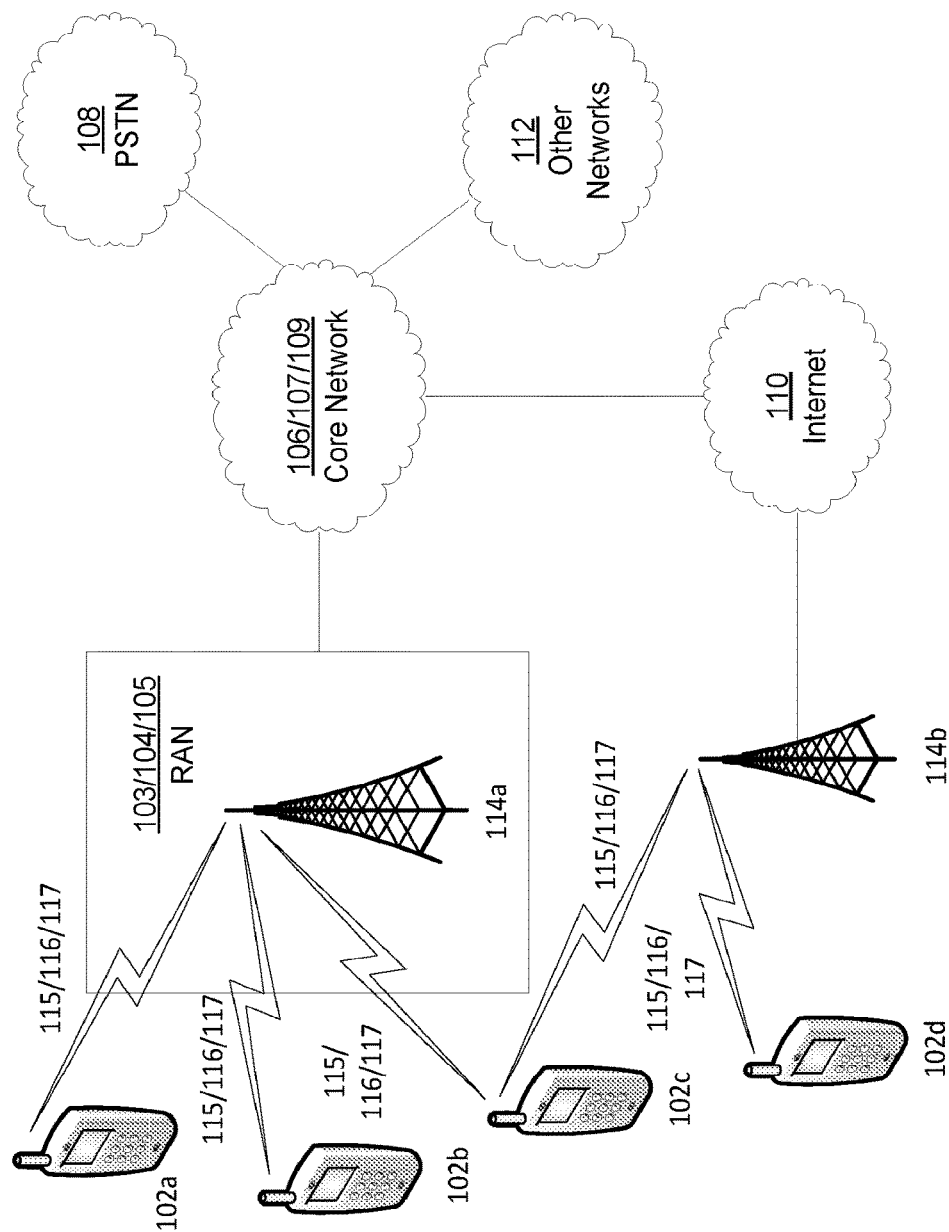 115/116/117
102a
115/116/117
102b
115/
116/117
103/104/105
RAN
114a
102c
115/116/117
115/116/
117
102d
114b
106/107/109
Core Network
108
PSTN
112
Other
Networks
110
Internet